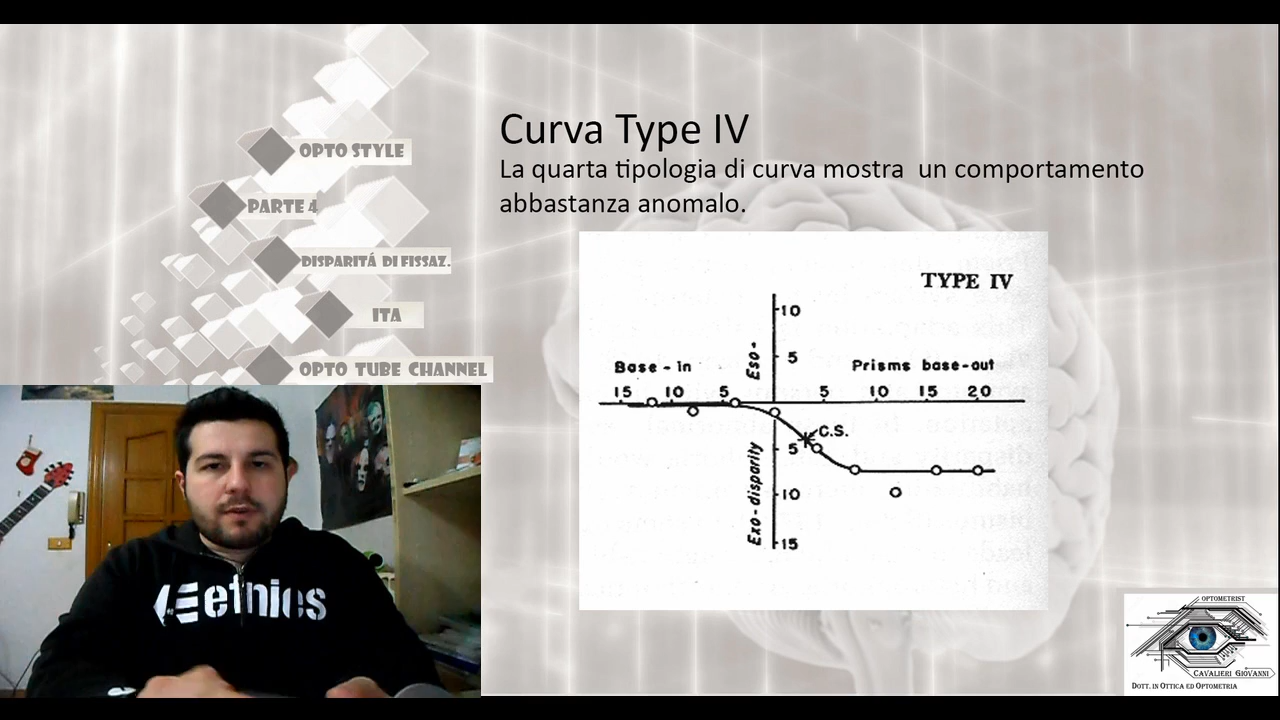 OPTO STYLE
PARTE 4
DISPARITÁ DI FISSAZ.
ITA
OPTO TUBE CHANNEL
Curva Type IV
La quarta tipologia di curva mostra un comportamento
abbastanza anomalo.
TYPE IV
10
Eso-
5
Base - in
Prisms base-out
15 10 5
5 10 15 20
C.S.
5
10
Exo-disparity
15
etnies
OPTOMETRIST
CAVALIERI GIOVANNI
DOTT. IN OTTICA ED OPTOMETRIA